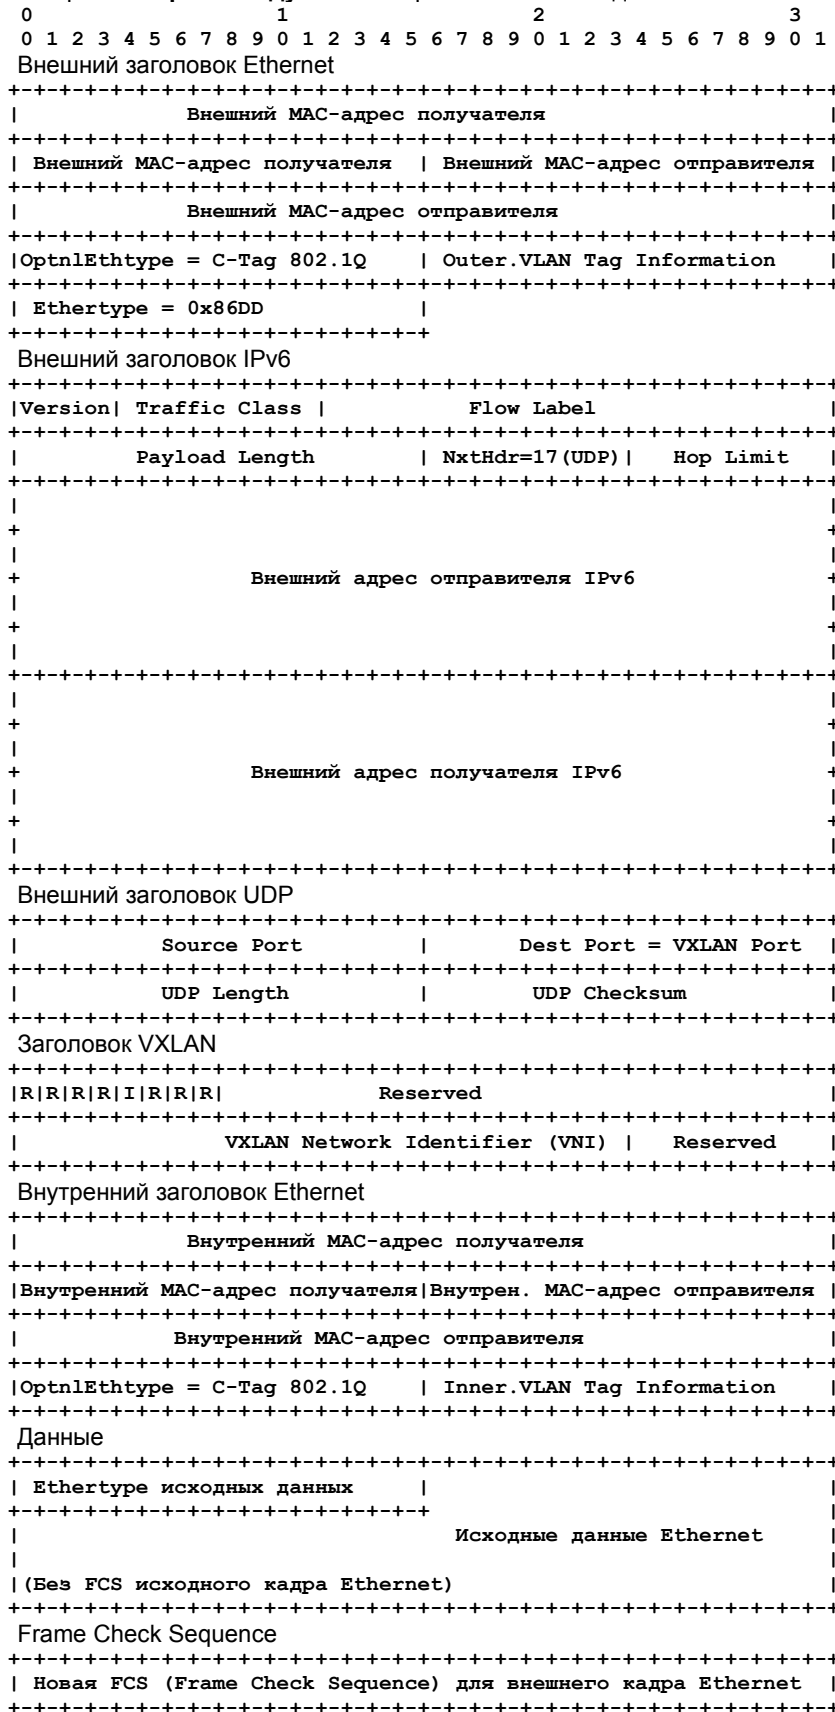 0                   1                   2                   3
0 1 2 3 4 5 6 7 8 9 0 1 2 3 4 5 6 7 8 9 0 1 2 3 4 5 6 7 8 9 0 1
Внешний заголовок Ethernet
+-+-+-+-+-+-+-+-+-+-+-+-+-+-+-+-+-+-+-+-+-+-+-+-+-+-+-+-+-+-+-+-+
|             Внешний MAC-адрес получателя                      |
+-+-+-+-+-+-+-+-+-+-+-+-+-+-+-+-+-+-+-+-+-+-+-+-+-+-+-+-+-+-+-+-+
| Внешний MAC-адрес получателя  | Внешний MAC-адрес отправителя |
+-+-+-+-+-+-+-+-+-+-+-+-+-+-+-+-+-+-+-+-+-+-+-+-+-+-+-+-+-+-+-+-+
|             Внешний MAC-адрес отправителя                     |
+-+-+-+-+-+-+-+-+-+-+-+-+-+-+-+-+-+-+-+-+-+-+-+-+-+-+-+-+-+-+-+-+
|OptnlEthtype = C-Tag 802.1Q    | Outer.VLAN Tag Information    |
+-+-+-+-+-+-+-+-+-+-+-+-+-+-+-+-+-+-+-+-+-+-+-+-+-+-+-+-+-+-+-+-+
| Ethertype = 0x86DD            |
+-+-+-+-+-+-+-+-+-+-+-+-+-+-+-+-+
Внешний заголовок IPv6
+-+-+-+-+-+-+-+-+-+-+-+-+-+-+-+-+-+-+-+-+-+-+-+-+-+-+-+-+-+-+-+-+
|Version| Traffic Class |           Flow Label                  |
+-+-+-+-+-+-+-+-+-+-+-+-+-+-+-+-+-+-+-+-+-+-+-+-+-+-+-+-+-+-+-+-+
|         Payload Length        | NxtHdr=17(UDP)|   Hop Limit   |
+-+-+-+-+-+-+-+-+-+-+-+-+-+-+-+-+-+-+-+-+-+-+-+-+-+-+-+-+-+-+-+-+
|                                                               |
+                                                               +
|                                                               |
+                  Внешний адрес отправителя IPv6               +
|                                                               |
+                                                               +
|                                                               |
+-+-+-+-+-+-+-+-+-+-+-+-+-+-+-+-+-+-+-+-+-+-+-+-+-+-+-+-+-+-+-+-+
|                                                               |
+                                                               +
|                                                               |
+                  Внешний адрес получателя IPv6                +
|                                                               |
+                                                               +
|                                                               |
+-+-+-+-+-+-+-+-+-+-+-+-+-+-+-+-+-+-+-+-+-+-+-+-+-+-+-+-+-+-+-+-+
Внешний заголовок UDP
+-+-+-+-+-+-+-+-+-+-+-+-+-+-+-+-+-+-+-+-+-+-+-+-+-+-+-+-+-+-+-+-+
|           Source Port         |       Dest Port = VXLAN Port  |
+-+-+-+-+-+-+-+-+-+-+-+-+-+-+-+-+-+-+-+-+-+-+-+-+-+-+-+-+-+-+-+-+
|           UDP Length          |        UDP Checksum           |
+-+-+-+-+-+-+-+-+-+-+-+-+-+-+-+-+-+-+-+-+-+-+-+-+-+-+-+-+-+-+-+-+
Заголовок VXLAN
+-+-+-+-+-+-+-+-+-+-+-+-+-+-+-+-+-+-+-+-+-+-+-+-+-+-+-+-+-+-+-+-+
|R|R|R|R|I|R|R|R|            Reserved                           |
+-+-+-+-+-+-+-+-+-+-+-+-+-+-+-+-+-+-+-+-+-+-+-+-+-+-+-+-+-+-+-+-+
|                VXLAN Network Identifier (VNI) |   Reserved    |
+-+-+-+-+-+-+-+-+-+-+-+-+-+-+-+-+-+-+-+-+-+-+-+-+-+-+-+-+-+-+-+-+
Внутренний заголовок Ethernet
+-+-+-+-+-+-+-+-+-+-+-+-+-+-+-+-+-+-+-+-+-+-+-+-+-+-+-+-+-+-+-+-+
|             Внутренний MAC-адрес получателя                   |
+-+-+-+-+-+-+-+-+-+-+-+-+-+-+-+-+-+-+-+-+-+-+-+-+-+-+-+-+-+-+-+-+
|Внутренний MAC-адрес получателя|Внутрен. MAC-адрес отправителя |
+-+-+-+-+-+-+-+-+-+-+-+-+-+-+-+-+-+-+-+-+-+-+-+-+-+-+-+-+-+-+-+-+
|            Внутренний MAC-адрес отправителя                   |
+-+-+-+-+-+-+-+-+-+-+-+-+-+-+-+-+-+-+-+-+-+-+-+-+-+-+-+-+-+-+-+-+
|OptnlEthtype = C-Tag 802.1Q    | Inner.VLAN Tag Information    |
+-+-+-+-+-+-+-+-+-+-+-+-+-+-+-+-+-+-+-+-+-+-+-+-+-+-+-+-+-+-+-+-+
Данные
+-+-+-+-+-+-+-+-+-+-+-+-+-+-+-+-+-+-+-+-+-+-+-+-+-+-+-+-+-+-+-+-+
| Ethertype исходных данных     |                               |
+-+-+-+-+-+-+-+-+-+-+-+-+-+-+-+-+                               |
|                                  Исходные данные Ethernet     |
|                                                               |
|(Без FCS исходного кадра Ethernet)                             |
+-+-+-+-+-+-+-+-+-+-+-+-+-+-+-+-+-+-+-+-+-+-+-+-+-+-+-+-+-+-+-+-+
Frame Check Sequence
+-+-+-+-+-+-+-+-+-+-+-+-+-+-+-+-+-+-+-+-+-+-+-+-+-+-+-+-+-+-+-+-+
| Новая FCS (Frame Check Sequence) для внешнего кадра Ethernet  |
+-+-+-+-+-+-+-+-+-+-+-+-+-+-+-+-+-+-+-+-+-+-+-+-+-+-+-+-+-+-+-+-+